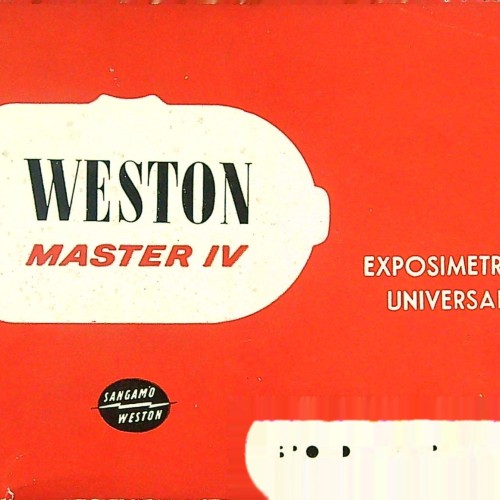 WESTON
MASTER IV
EXPOSIMETR
UNIVERSA
SANGAMO
WESTON